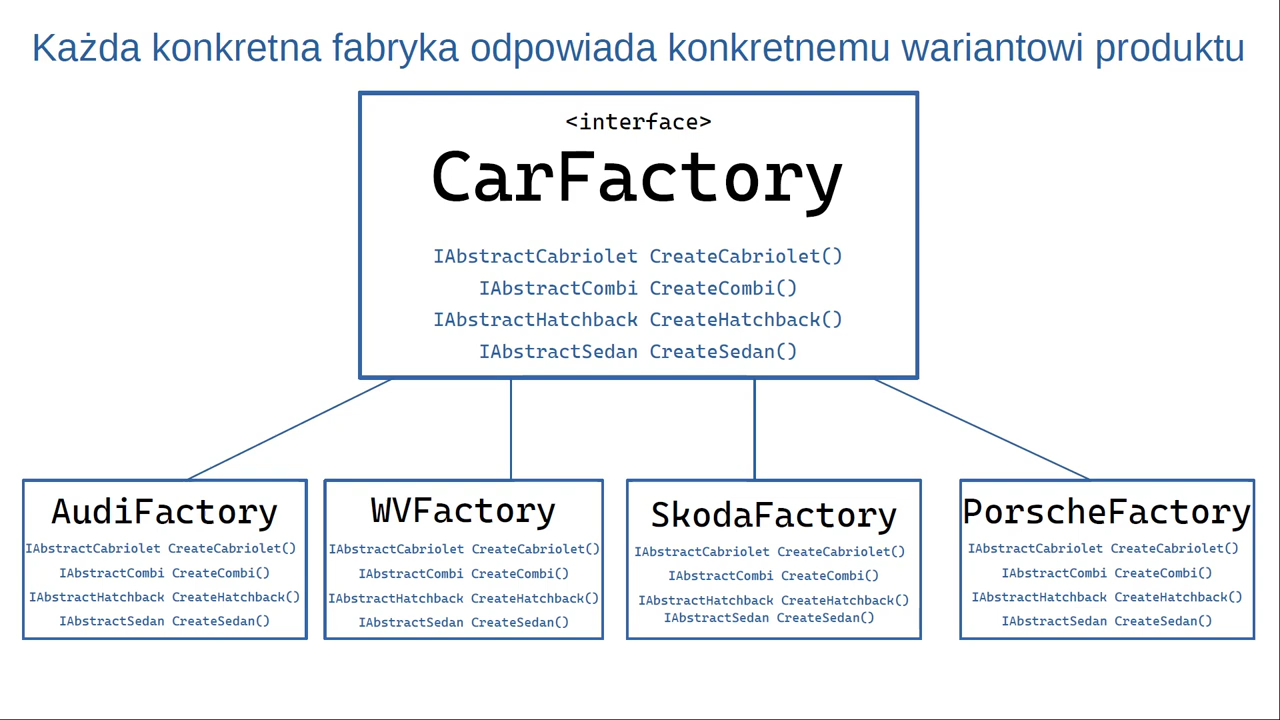 Każda konkretna fabryka odpowiada konkretnemu wariantowi produktu
<interface>
CarFactory
IAbstractCabriolet CreateCabriolet()
IAbstractCombi CreateCombi()
IAbstractHatchback CreateHatchback()
IAbstractSedan CreateSedan()
AudiFactory
IAbstractCabriolet CreateCabriolet()
IAbstractCombi CreateCombi()
IAbstractHatchback CreateHatchback()
IAbstractSedan CreateSedan()
WVFactory
IAbstractCabriolet CreateCabriolet()
IAbstractCombi CreateCombi()
IAbstractHatchback CreateHatchback()
IAbstractSedan CreateSedan()
SkodaFactory
IAbstractCabriolet CreateCabriolet()
IAbstractCombi CreateCombi()
IAbstractHatchback CreateHatchback()
IAbstractSedan CreateSedan()
PorscheFactory
IAbstractCabriolet CreateCabriolet()
IAbstractCombi CreateCombi()
IAbstractHatchback CreateHatchback()
IAbstractSedan CreateSedan()